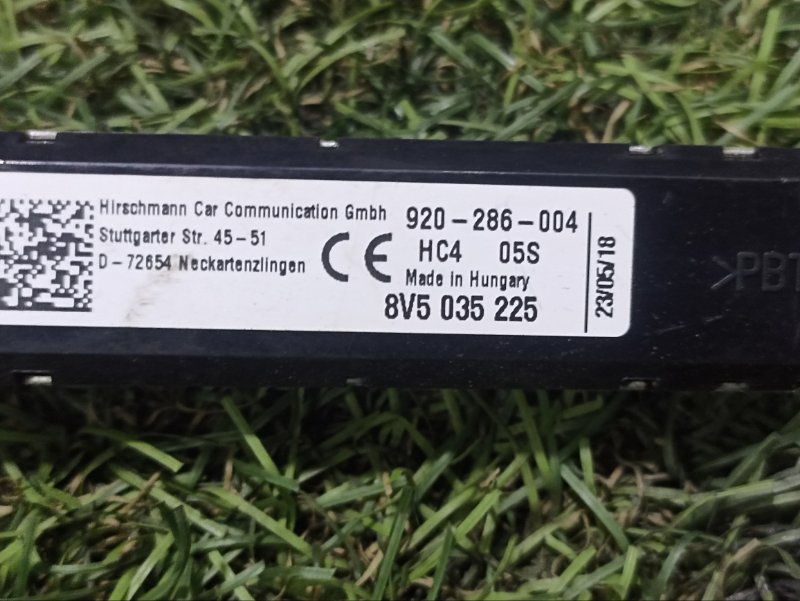 Hirschmann Car Communication Gmbh
Stuttgarter Str. 45-51
D-72654 Neckartenzlingen
CE
920-286-004
HC4 05S
Made in Hungary
8V5 035 225
23/05/18
>PBT